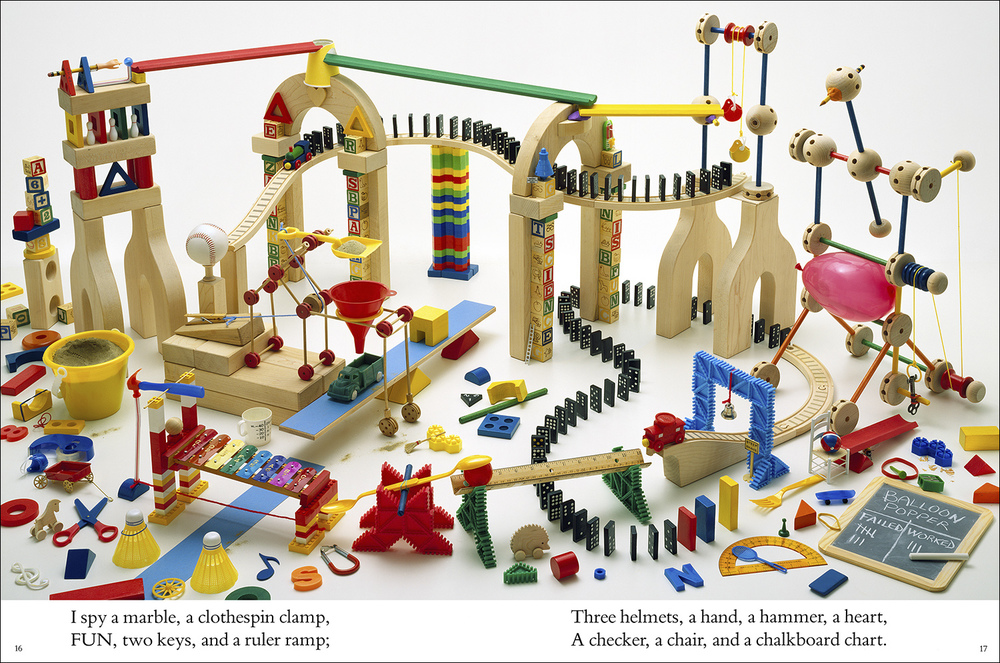 BALLOON
POPPER
FAILED WORKED
I spy a marble, a clothespin clamp,
FUN, two keys, and a ruler ramp;
Three helmets, a hand, a hammer, a heart,
A checker, a chair, and a chalkboard chart.
16
17